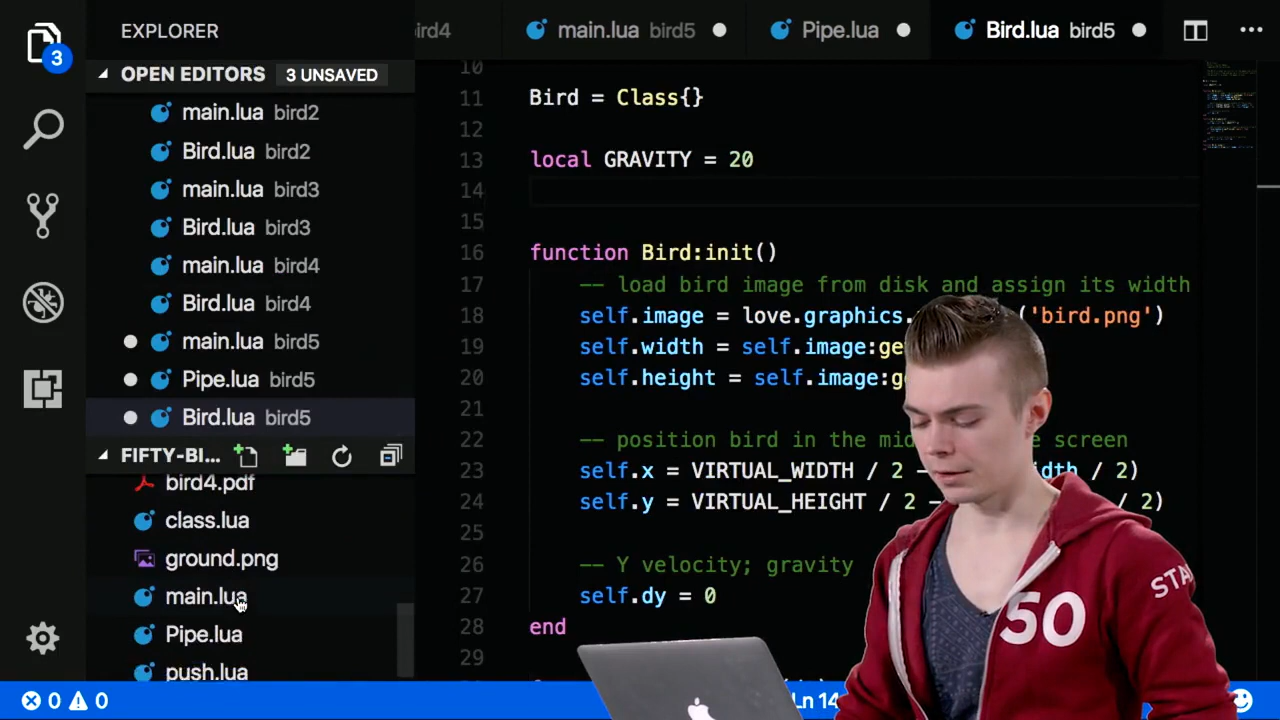 EXPLORER
OPEN EDITORS 3 UNSAVED
main.lua bird2
Bird.lua bird2
main.lua bird3
Bird.lua bird3
main.lua bird4
Bird.lua bird4
main.lua bird5
Pipe.lua bird5
Bird.lua bird5
FIFTY-BI...
bird4.pdf
class.lua
ground.png
main.lua
Pipe.lua
push.lua
3
0 0
ird4 main.lua bird5 Pipe.lua Bird.lua bird5
10
11 Bird = Class{}
12
13 local GRAVITY = 20
14
15
16 function Bird:init()
17 -- load bird image from disk and assign its width
18 self.image = love.graphics. ('bird.png')
19 self.width = self.image:ge
20 self.height = self.image:g
21
22 -- position bird in the mid screen
23 self.x = VIRTUAL_WIDTH / 2 - idth / 2)
24 self.y = VIRTUAL_HEIGHT / 2 - / 2)
25
26 -- Y velocity; gravity
27 self.dy = 0
28 end
29
Ln 14
STA
50